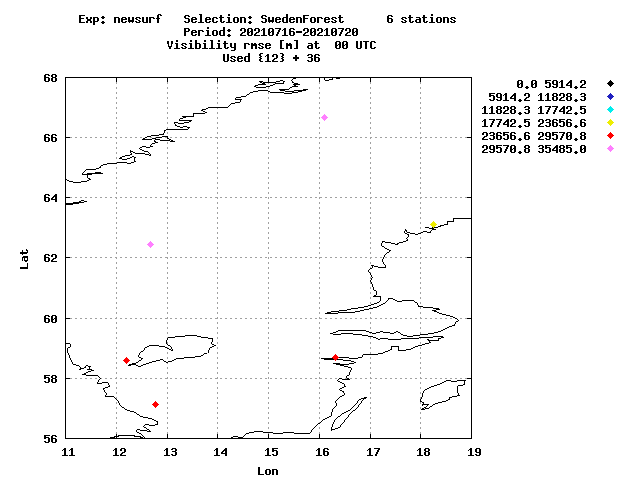 Exp: newsurf Selection: SwedenForest 6 stations
Period: 20210716-20210720
Visibility rmse [m] at 00 UTC
Used {12} + 36
0.0 5914.2
5914.2 11828.3
11828.3 17742.5
17742.5 23656.6
23656.6 29570.8
29570.8 35485.0
68
66
64
62
60
58
56
Lat
11 12 13 14 15 16 17 18 19
Lon